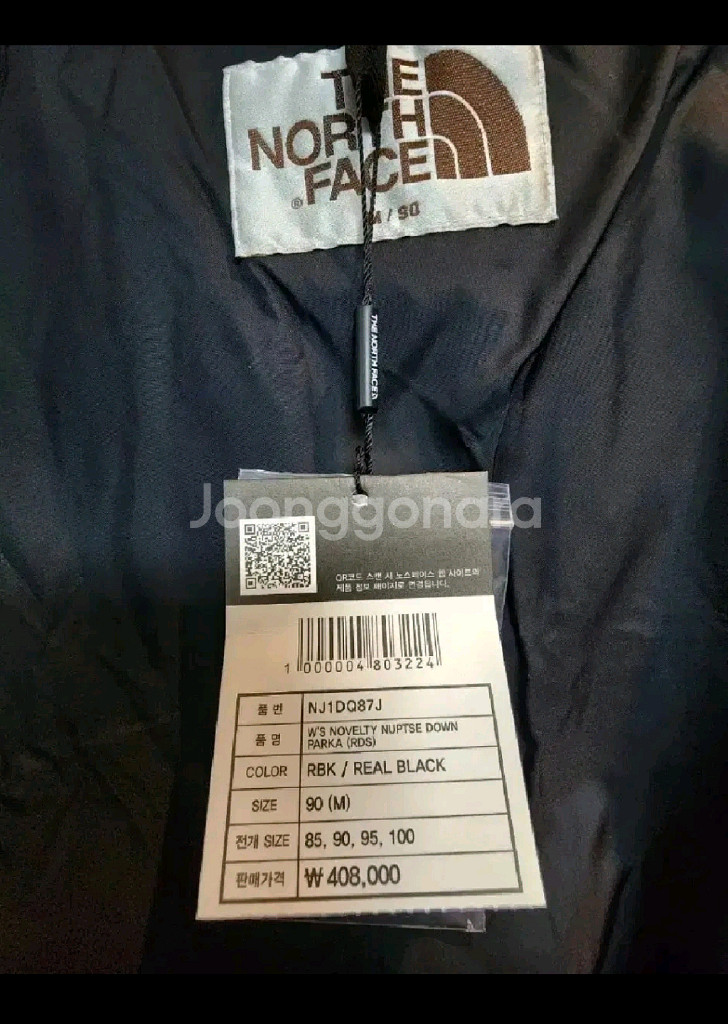 THE
NORTH
FACE
®
M / 90
THE NORTH FACE
Joonggonara
QR코드 스캔 시 노스페이스 웹 사이트의
제품 정보 페이지로 연결됩니다.
1 000004 803224
품 번 NJ1DQ87J
품 명 W'S NOVELTY NUPTSE DOWN
PARKA (RDS)
COLOR RBK / REAL BLACK
SIZE 90 (M)
전개 SIZE 85, 90, 95, 100
판매가격 ₩ 408,000